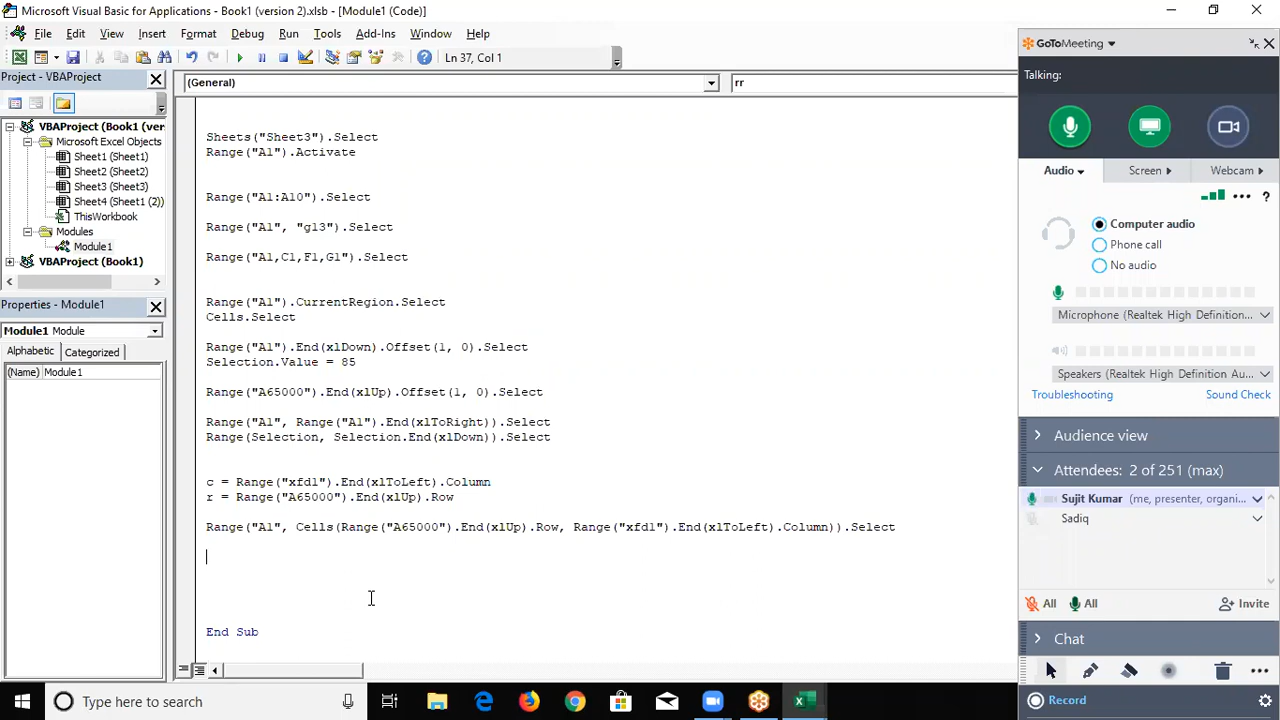 Microsoft Visual Basic for Applications - Book1 (version 2).xlsb - [Module1 (Code)]
File Edit View Insert Format Debug Run Tools Add-Ins Window Help
Ln 37, Col 1
Project - VBAProject
(General)
rr
VBAProject (Book1 (ver
Microsoft Excel Objects
Sheet1 (Sheet1)
Sheet2 (Sheet2)
Sheet3 (Sheet3)
Sheet4 (Sheet1 (2))
ThisWorkbook
Modules
Module1
VBAProject (Book1)
Properties - Module1
Module1 Module
Alphabetic Categorized
(Name) Module1
Sheets("Sheet3").Select
Range("A1").Activate
Range("A1:A10").Select
Range("A1", "g13").Select
Range("A1,C1,F1,G1").Select
Range("A1").CurrentRegion.Select
Cells.Select
Range("A1").End(xlDown).Offset(1, 0).Select
Selection.Value = 85
Range("A65000").End(xlUp).Offset(1, 0).Select
Range("A1", Range("A1").End(xlToRight)).Select
Range(Selection, Selection.End(xlDown)).Select
c = Range("xfd1").End(xlToLeft).Column
r = Range("A65000").End(xlUp).Row
Range("A1", Cells(Range("A65000").End(xlUp).Row, Range("xfd1").End(xlToLeft).Column)).Select
End Sub
GoToMeeting
Talking:
Audio Screen Webcam
?
Computer audio
Phone call
No audio
Microphone (Realtek High Definition...
Speakers (Realtek High Definition Au...
Troubleshooting Sound Check
Audience view
Attendees: 2 of 251 (max)
Sujit Kumar (me, presenter, organi...
Sadiq
All All Invite
Chat
Record
Type here to search